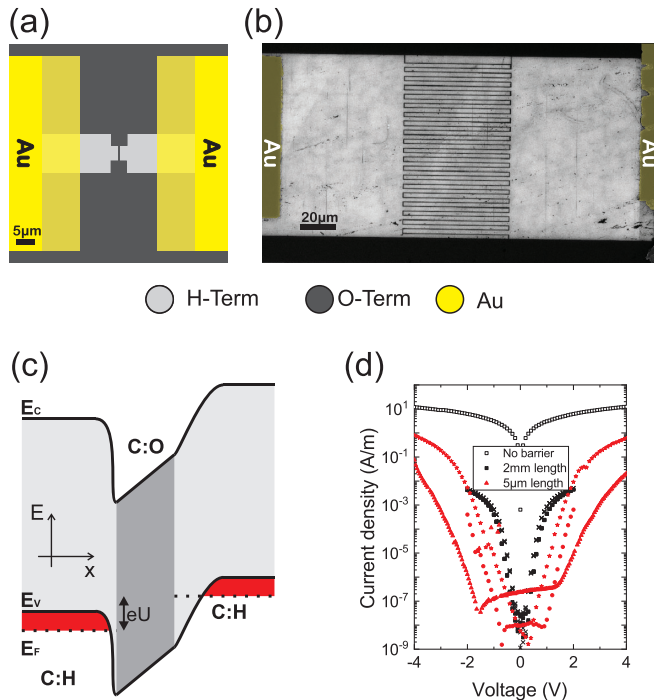 (a)
(b)
Au
Au
5µm
Au
Au
20µm
H-Term
O-Term
Au
(c)
(d)
E_C
C:O
E
x
E_V
eU
C:H
E_F
C:H
10^1
10^-1
10^-3
10^-5
10^-7
10^-9
Current density (A/m)
No barrier
2mm length
5µm length
-4
-2
0
2
4
Voltage (V)